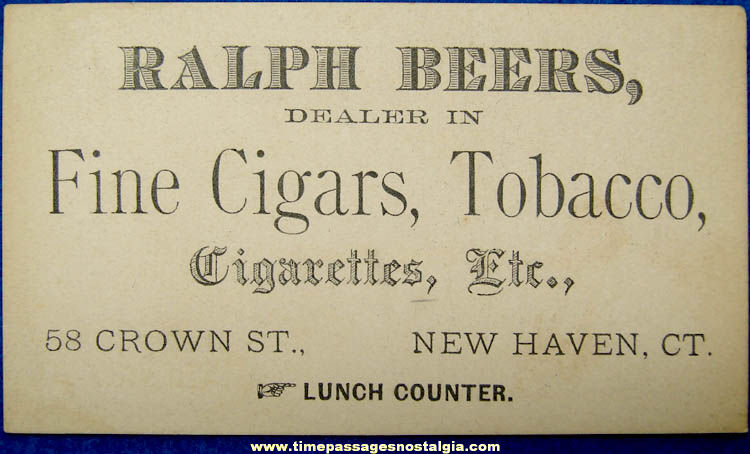 RALPH BEERS,
DEALER IN
Fine Cigars, Tobacco,
Cigarettes, Etc.,
58 CROWN ST., NEW HAVEN, CT.
☞ LUNCH COUNTER.
www.timepassagesnostalgia.com